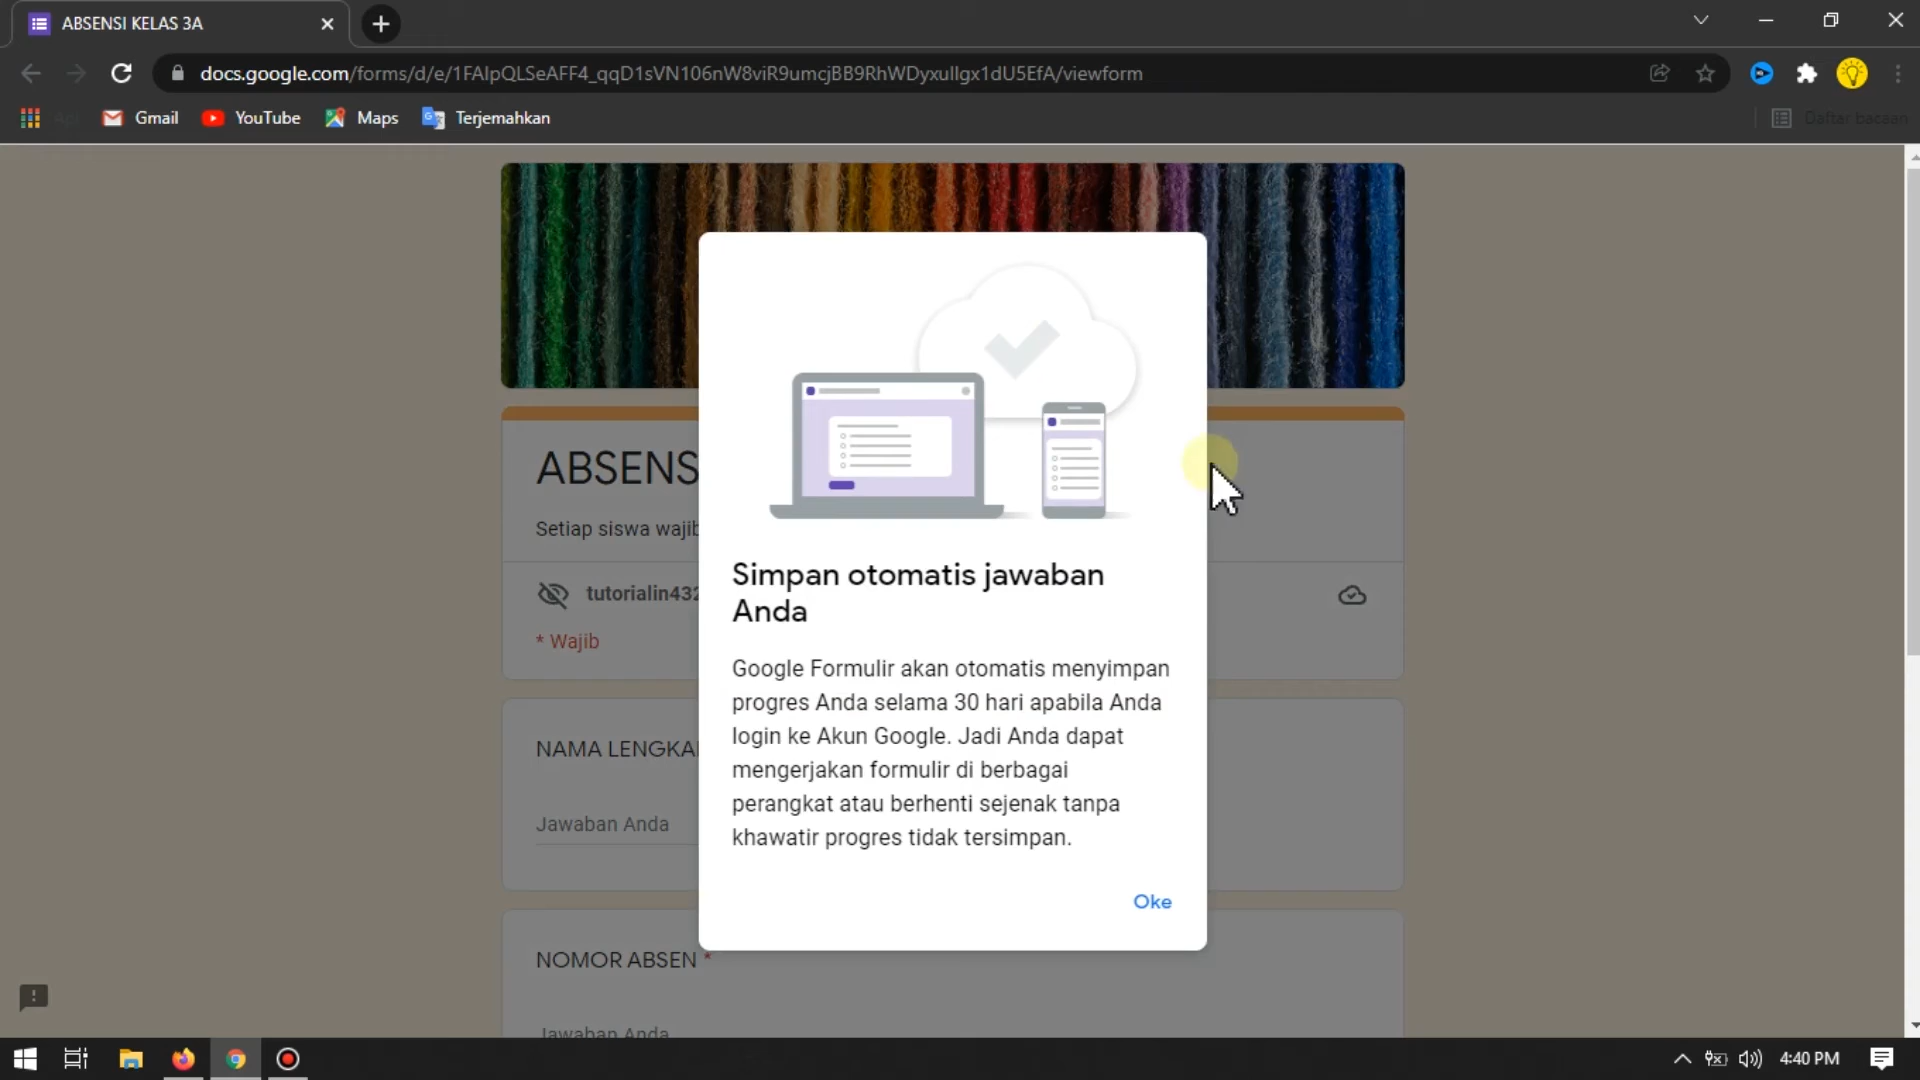 ABSENSI KELAS 3A
docs.google.com/forms/d/e/1FAIpQLSeAFF4_qqD1sVN106nW8viR9umcjBB9RhWDyxullgx1dU5EfA/viewform
Gmail
YouTube
Maps
Terjemahkan
Daftar bacaan
ABSENS
Setiap siswa wajib
tutorialin432
* Wajib
NAMA LENGKA
Jawaban Anda
NOMOR ABSEN *
Jawaban Anda
Simpan otomatis jawaban
Anda
Google Formulir akan otomatis menyimpan
progres Anda selama 30 hari apabila Anda
login ke Akun Google. Jadi Anda dapat
mengerjakan formulir di berbagai
perangkat atau berhenti sejenak tanpa
khawatir progres tidak tersimpan.
Oke
4:40 PM